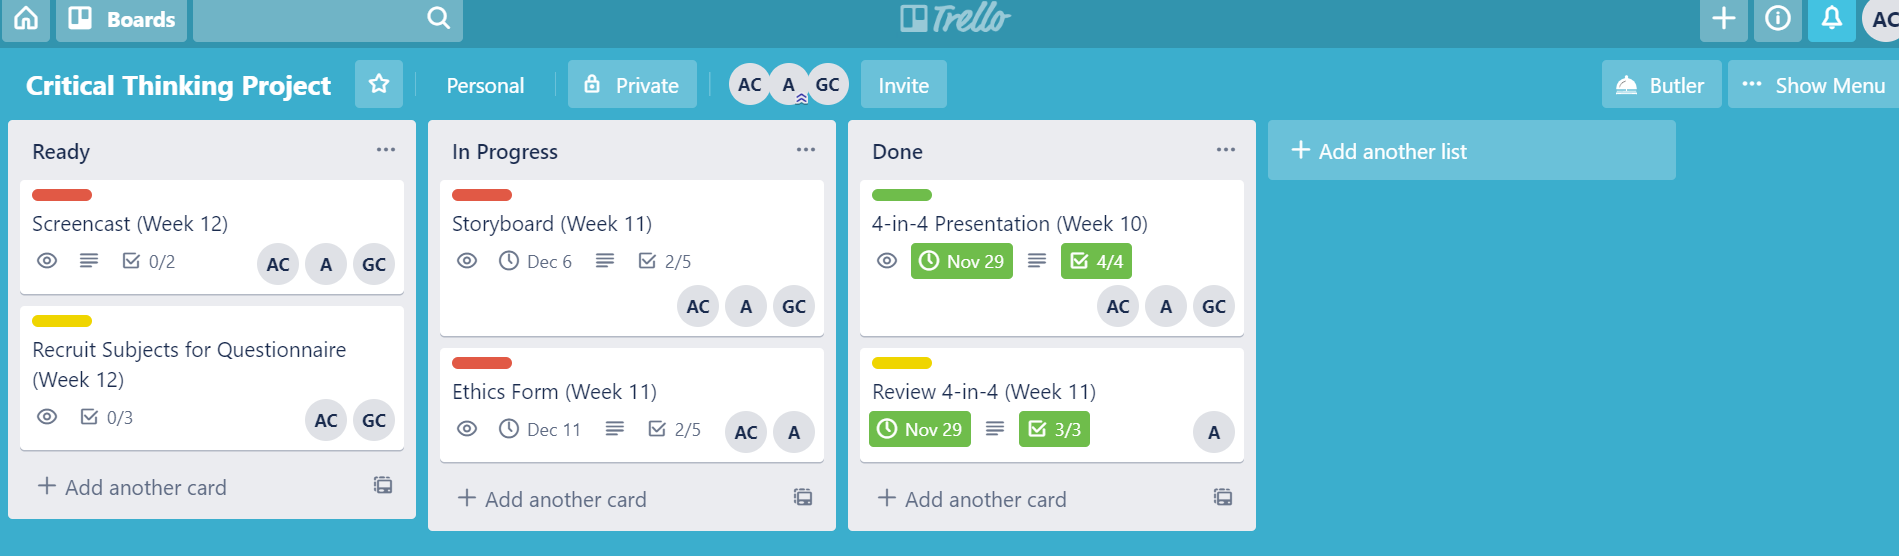 Boards
Trello
AC
Critical Thinking Project
Personal
Private
AC A GC
Invite
Butler
Show Menu
Ready
Screencast (Week 12)
0/2
AC A GC
Recruit Subjects for Questionnaire
(Week 12)
0/3
AC GC
Add another card
In Progress
Storyboard (Week 11)
Dec 6 2/5
AC A GC
Ethics Form (Week 11)
Dec 11 2/5
AC A
Add another card
Done
4-in-4 Presentation (Week 10)
Nov 29 4/4
AC A GC
Review 4-in-4 (Week 11)
Nov 29 3/3
A
Add another card
Add another list